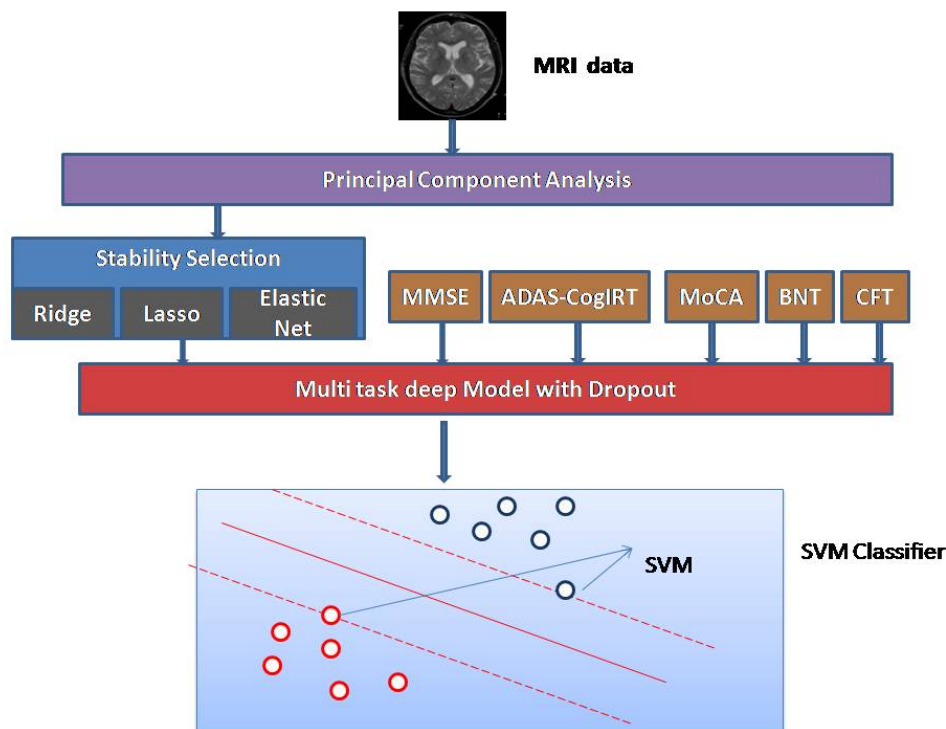 MRI data
Principal Component Analysis
Stability Selection
Ridge
Lasso
Elastic
Net
MMSE
ADAS-CogIRT
MoCA
BNT
CFT
Multi task deep Model with Dropout
SVM
SVM Classifier